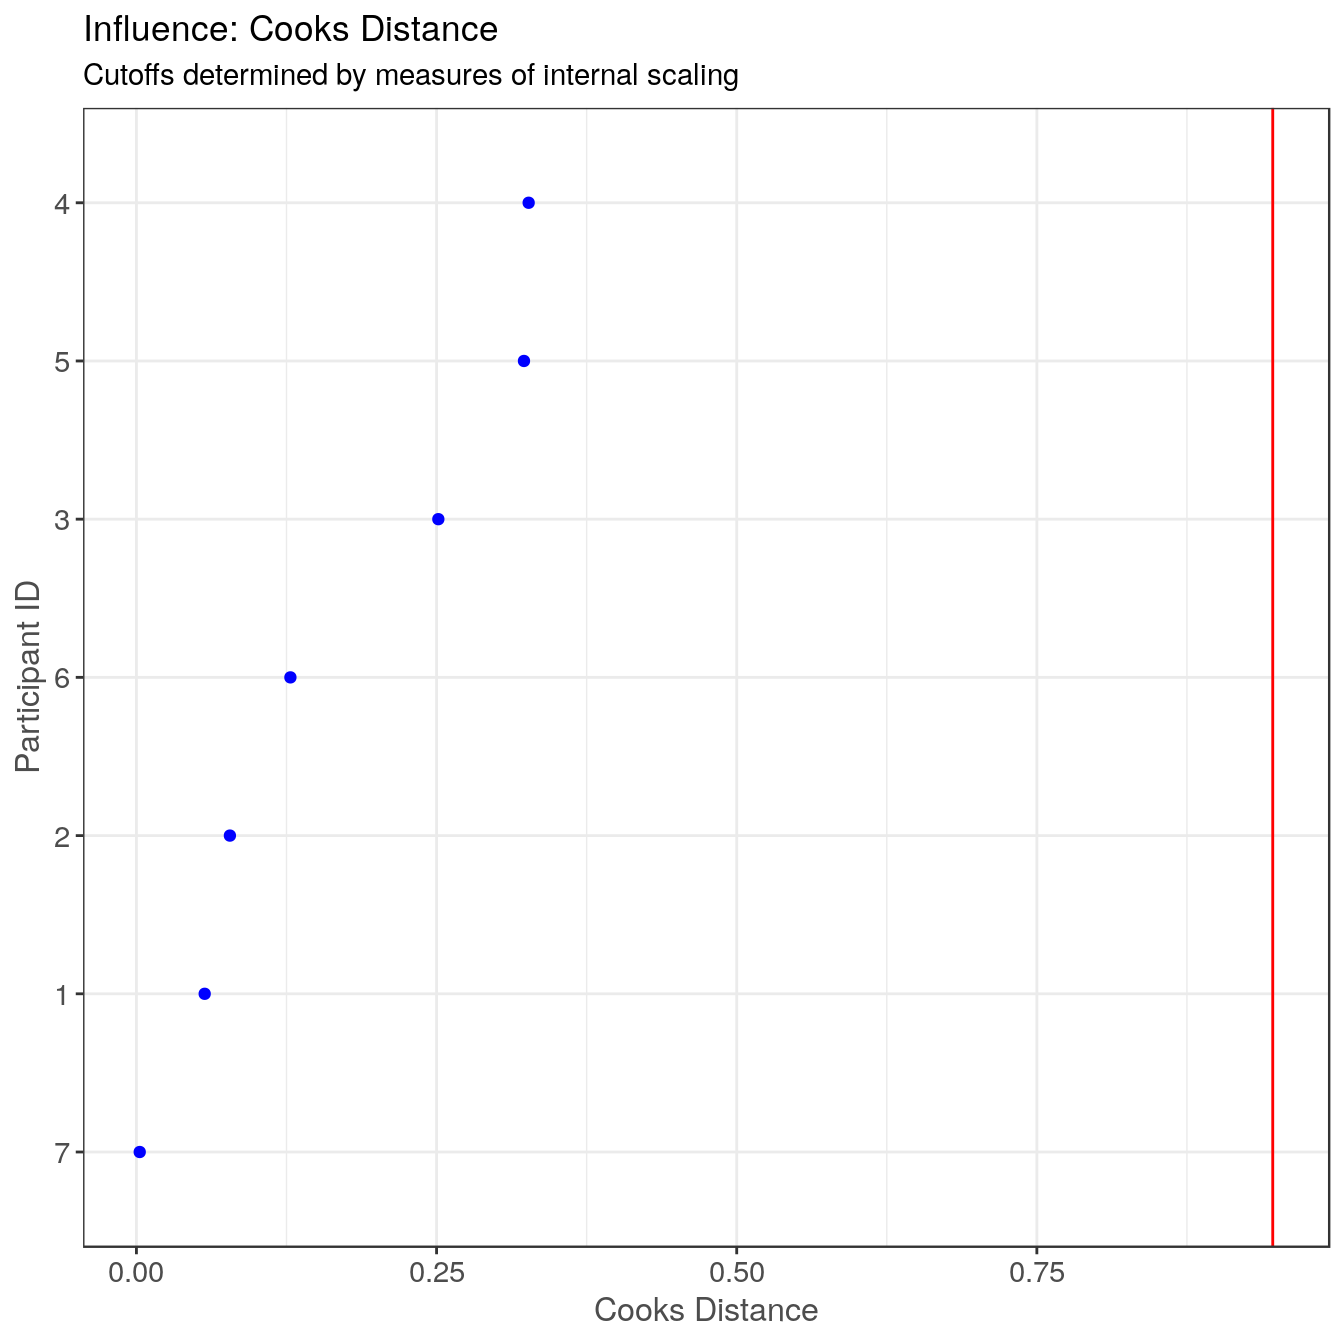 Influence: Cooks Distance
Cutoffs determined by measures of internal scaling
Participant ID
4
5
3
6
2
1
7
0.00
0.25
0.50
0.75
Cooks Distance